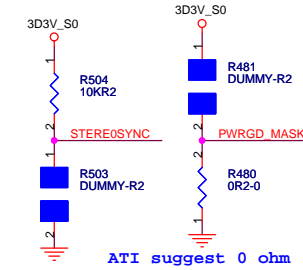 3D3V_S0
3D3V_S0
1
R504
10KR2
2
STERE0SYNC
1
R503
DUMMY-R2
2
1
R481
DUMMY-R2
2
PWRGD_MASK
2
R480
0R2-0
1
ATI suggest 0 ohm